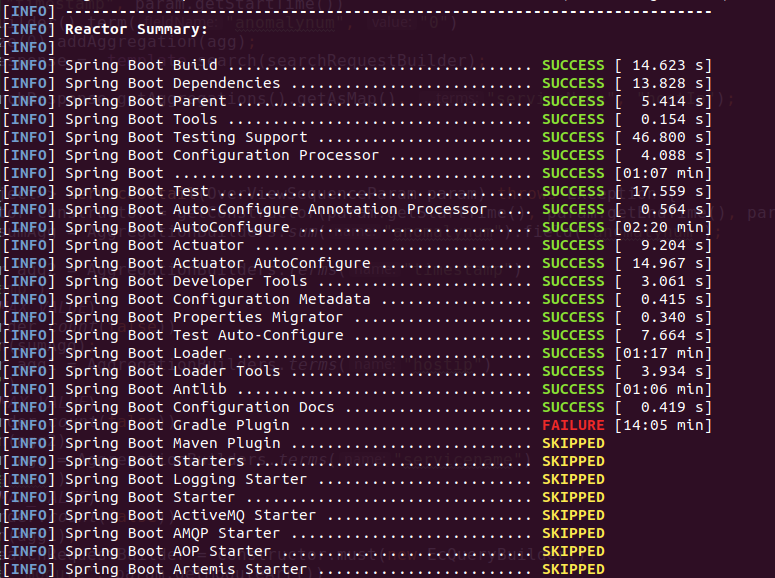 [INFO] ------------------------------------------------------------------------
[INFO] Reactor Summary:
[INFO]
[INFO] Spring Boot Build .................................. SUCCESS [ 14.623 s]
[INFO] Spring Boot Dependencies ........................... SUCCESS [ 13.828 s]
[INFO] Spring Boot Parent ................................. SUCCESS [  5.414 s]
[INFO] Spring Boot Tools .................................. SUCCESS [  0.154 s]
[INFO] Spring Boot Testing Support ........................ SUCCESS [ 46.800 s]
[INFO] Spring Boot Configuration Processor ................ SUCCESS [  4.088 s]
[INFO] Spring Boot ........................................ SUCCESS [01:07 min]
[INFO] Spring Boot Test ................................... SUCCESS [ 17.559 s]
[INFO] Spring Boot Auto-Configure Annotation Processor .... SUCCESS [  0.564 s]
[INFO] Spring Boot AutoConfigure .......................... SUCCESS [02:20 min]
[INFO] Spring Boot Actuator ............................... SUCCESS [  9.204 s]
[INFO] Spring Boot Actuator AutoConfigure ................. SUCCESS [ 14.967 s]
[INFO] Spring Boot Developer Tools ........................ SUCCESS [  3.061 s]
[INFO] Spring Boot Configuration Metadata ................. SUCCESS [  0.415 s]
[INFO] Spring Boot Properties Migrator .................... SUCCESS [  0.340 s]
[INFO] Spring Boot Test Auto-Configure .................... SUCCESS [  7.664 s]
[INFO] Spring Boot Loader ................................. SUCCESS [01:17 min]
[INFO] Spring Boot Loader Tools ........................... SUCCESS [  3.934 s]
[INFO] Spring Boot Antlib ................................. SUCCESS [01:06 min]
[INFO] Spring Boot Configuration Docs ..................... SUCCESS [  0.419 s]
[INFO] Spring Boot Gradle Plugin .......................... FAILURE [14:05 min]
[INFO] Spring Boot Maven Plugin ........................... SKIPPED
[INFO] Spring Boot Starters ............................... SKIPPED
[INFO] Spring Boot Logging Starter ........................ SKIPPED
[INFO] Spring Boot Starter ................................ SKIPPED
[INFO] Spring Boot ActiveMQ Starter ....................... SKIPPED
[INFO] Spring Boot AMQP Starter ........................... SKIPPED
[INFO] Spring Boot AOP Starter ............................ SKIPPED
[INFO] Spring Boot Artemis Starter ........................ SKIPPED